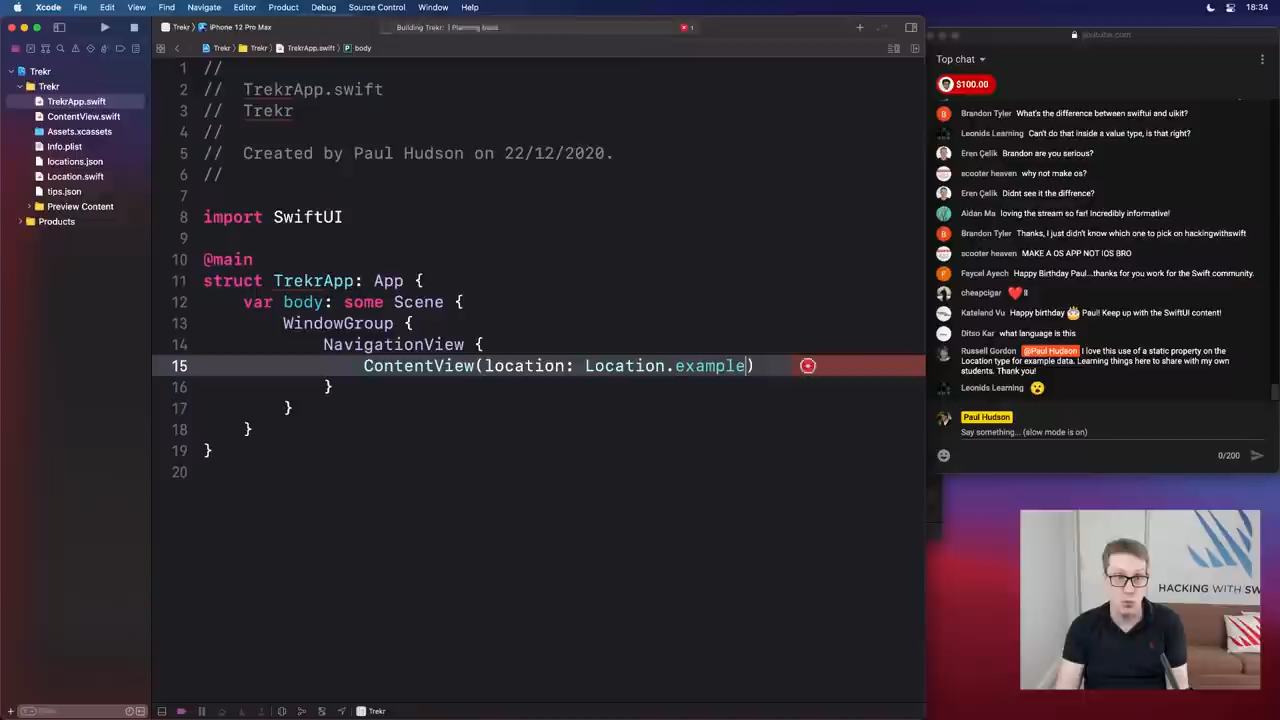 Xcode File Edit View Find Navigate Editor Product Debug Source Control Window Help 18:34
Trekr iPhone 12 Pro Max Building Trekr: | Planning build 1
Trekr Trekr TrekrApp.swift body
Trekr
Trekr
TrekrApp.swift
ContentView.swift
Assets.xcassets
Info.plist
locations.json
Location.swift
tips.json
Preview Content
Products
1 //
2 // TrekrApp.swift
3 // Trekr
4 //
5 // Created by Paul Hudson on 22/12/2020.
6 //
7
8 import SwiftUI
9
10 @main
11 struct TrekrApp: App {
12 var body: some Scene {
13 WindowGroup {
14 NavigationView {
15 ContentView(location: Location.example)
16 }
17 }
18 }
19 }
20
Trekr
youtube.com
Top chat
$100.00
Brandon Tyler What's the difference between swiftui and uikit?
Leonids Learning Can't do that inside a value type, is that right?
Eren Çelik Brandon are you serious?
scooter heaven why not make os?
Eren Çelik Didnt see it the diffrence?
Aidan Ma loving the stream so far! Incredibly informative!
Brandon Tyler Thanks, I just didn't know which one to pick on hackingwithswift
scooter heaven MAKE A OS APP NOT IOS BRO
Faycel Ayech Happy Birthday Paul...thanks for you work for the Swift community.
cheapcigar ❤️!!
Kateland Vu Happy birthday 🎂 Paul! Keep up with the SwiftUI content!
Ditso Kar what language is this
Russell Gordon @Paul Hudson I love this use of a static property on the
Location type for example data. Learning things here to share with my own
students. Thank you!
Leonids Learning 😮
Paul Hudson
Say something... (slow mode is on)
0/200
HACKING WITH SW